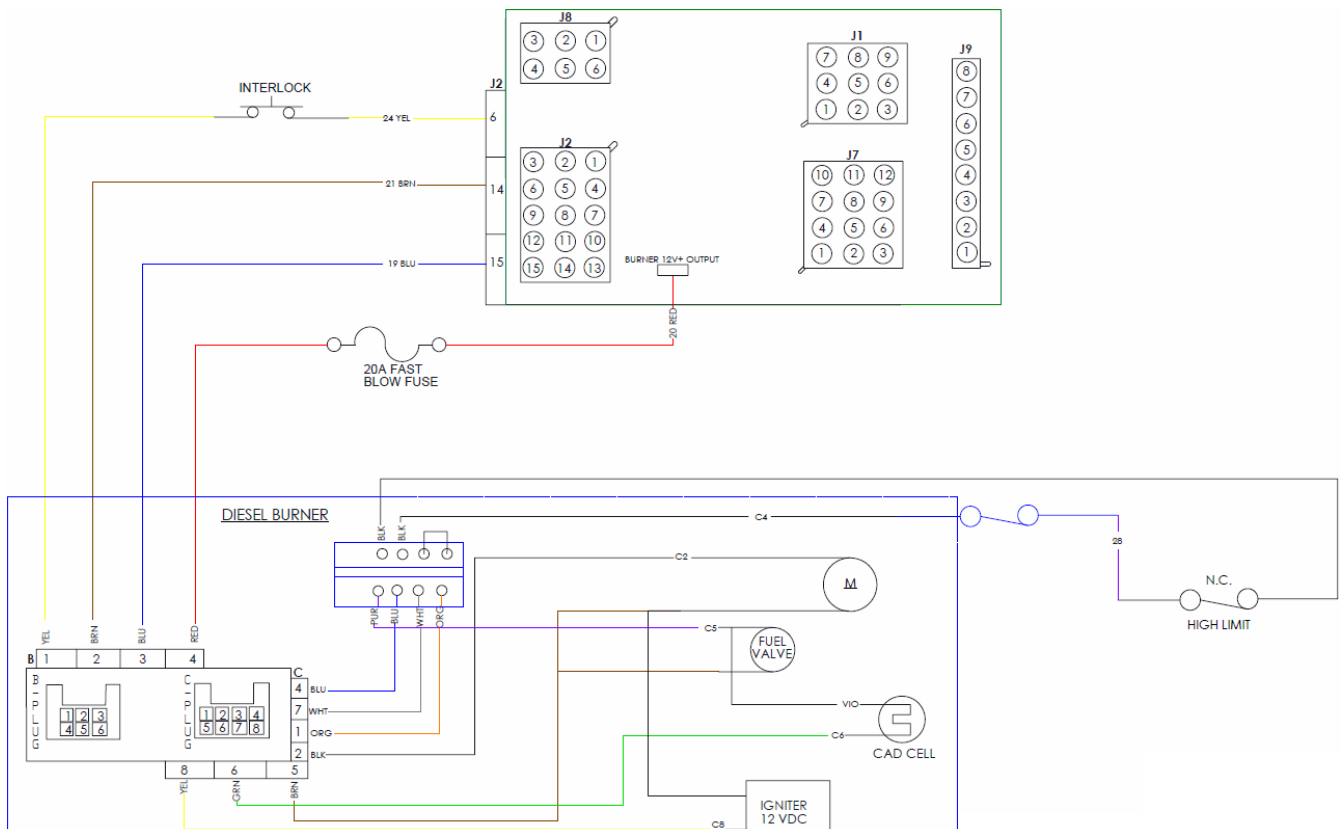 J8
3 2 1
4 5 6
J1
7 8 9
4 5 6
1 2 3
J9
8
7
6
5
4
3
2
1
INTERLOCK
24 YEL
J2
6
21 BRN
14
19 BLU
15
J2
3 2 1
6 5 4
9 8 7
12 11 10
15 14 13
BURNER 12V+ OUTPUT
J7
10 11 12
7 8 9
4 5 6
1 2 3
20 RED
20A FAST
BLOW FUSE
DIESEL BURNER
BLK
BLK
C4
28
N.C.
HIGH LIMIT
C2
M
PUR
BLU
WHT
ORG
C5
FUEL
VALVE
VIO
C6
CAD CELL
YEL
BRN
BLU
RED
B 1 2 3 4
B-PLUG
1 2 3
4 5 6
C-PLUG
1 2 3 4
5 6 7 8
C
4 BLU
7 WHT
1 ORG
2 BLK
8 6 5
YEL
GRN
BRN
C8
IGNITER
12 VDC